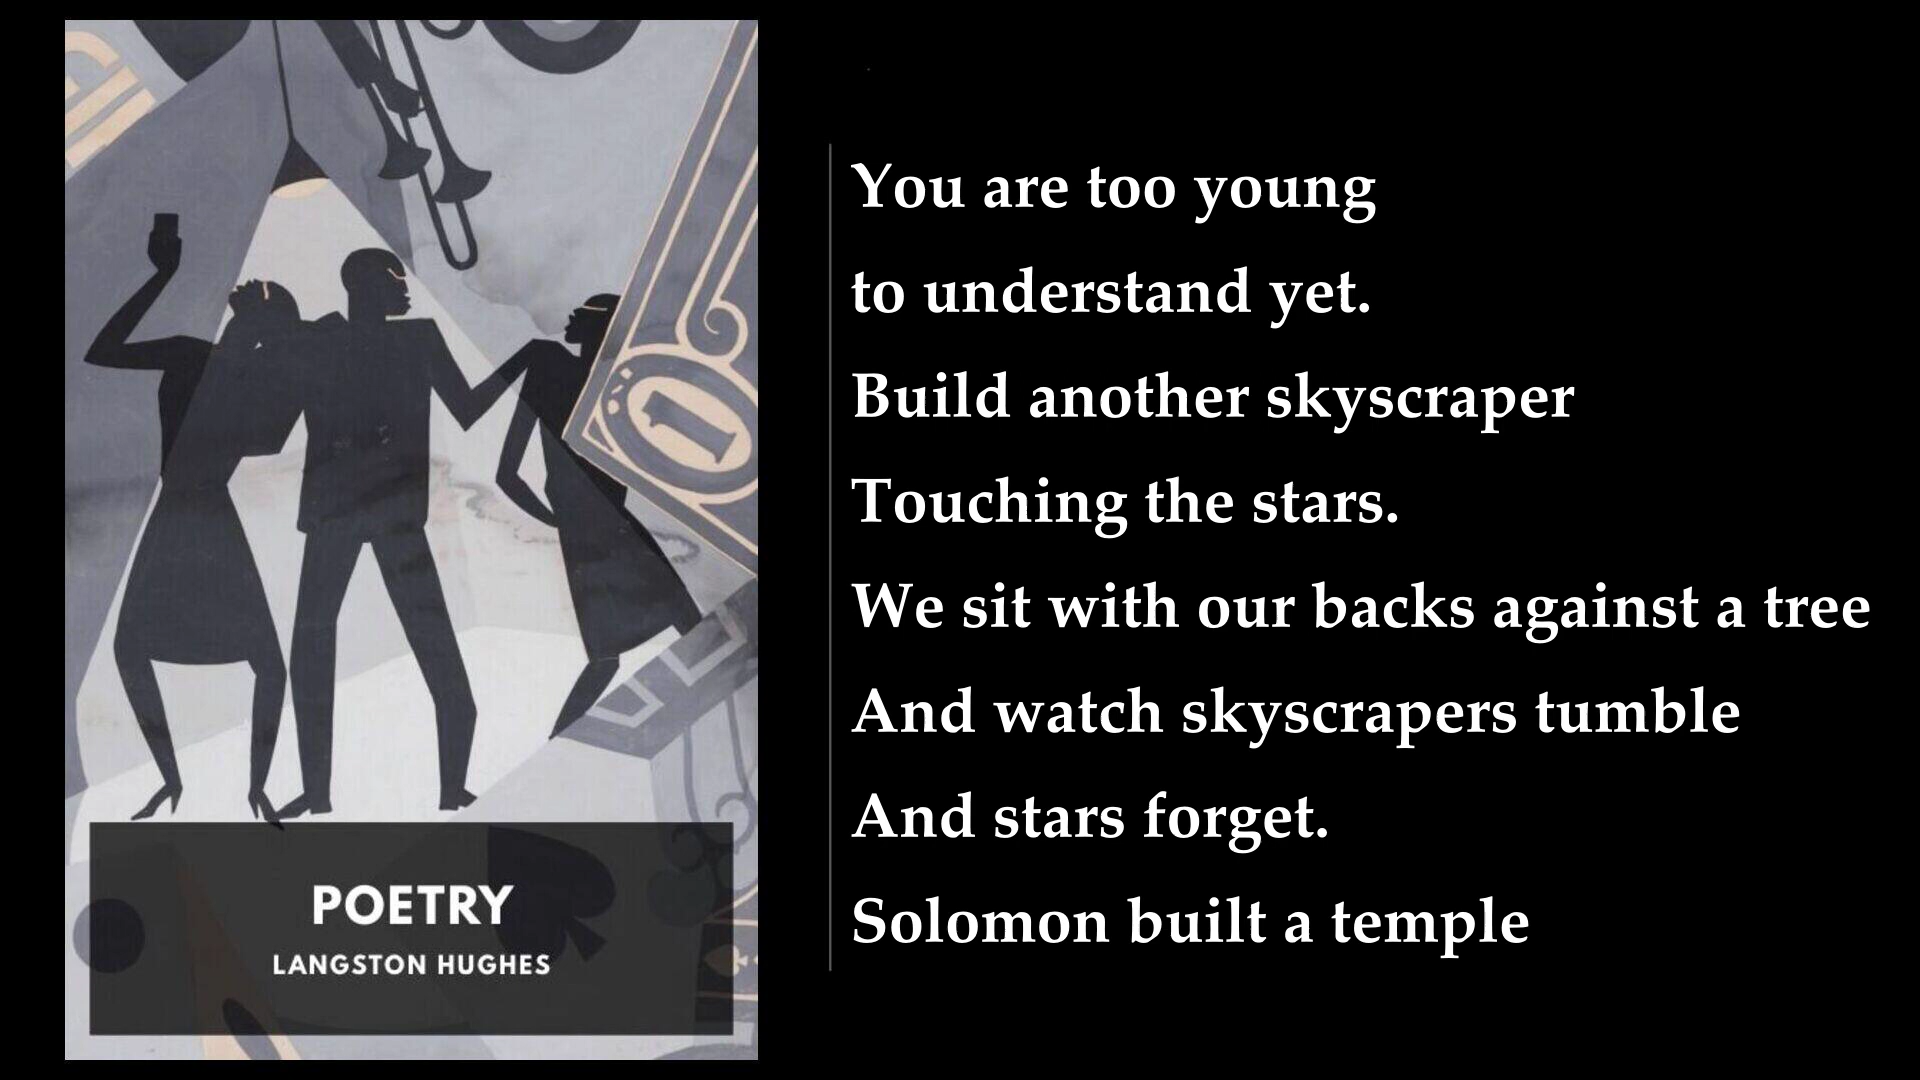 POETRY
LANGSTON HUGHES
You are too young
to understand yet.
Build another skyscraper
Touching the stars.
We sit with our backs against a tree
And watch skyscrapers tumble
And stars forget.
Solomon built a temple